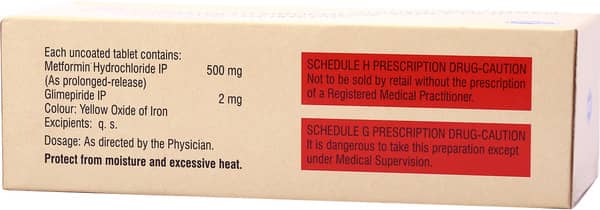 Each uncoated tablet contains:
Metformin Hydrochloride IP 500 mg
(As prolonged-release)
Glimepiride IP 2 mg
Colour: Yellow Oxide of Iron
Excipients: q. s.
Dosage: As directed by the Physician.
Protect from moisture and excessive heat.
SCHEDULE H PRESCRIPTION DRUG-CAUTION
Not to be sold by retail without the prescription
of a Registered Medical Practitioner.
SCHEDULE G PRESCRIPTION DRUG-CAUTION
It is dangerous to take this preparation except
under Medical Supervision.